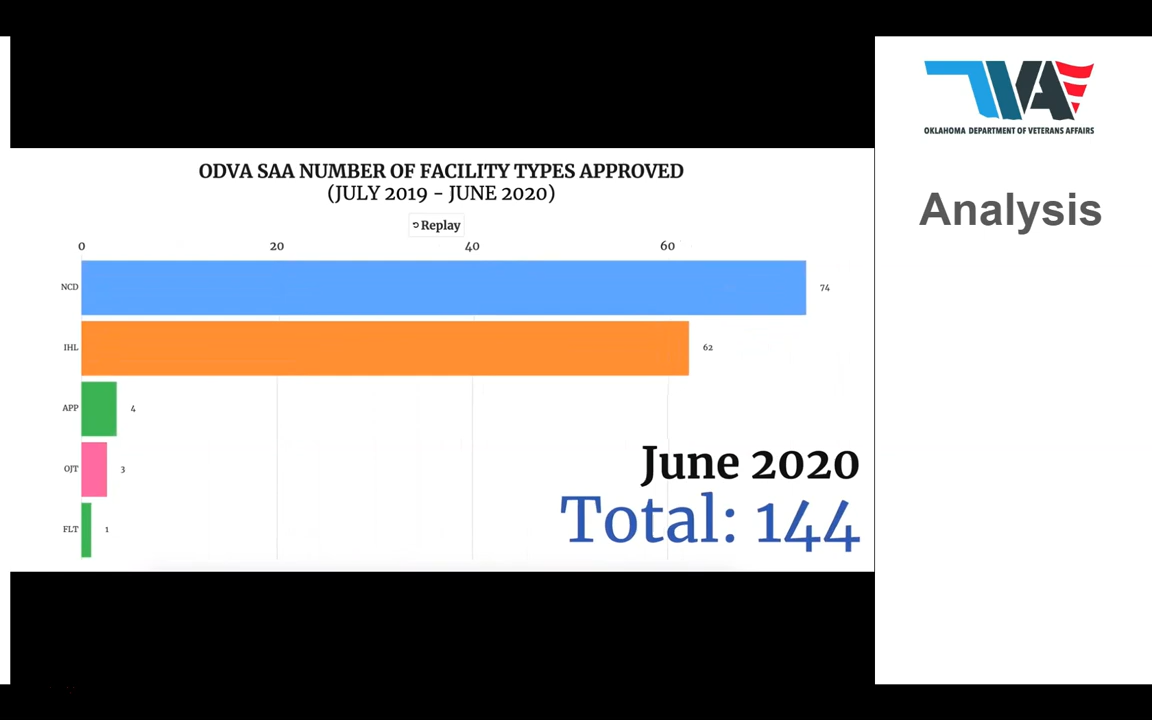 ODVA SAA NUMBER OF FACILITY TYPES APPROVED
(JULY 2019 - JUNE 2020)
Replay
0 20 40 60
NCD 74
IHL 62
APP 4
OJT 3
FLT 1
June 2020
Total: 144
OKLAHOMA DEPARTMENT OF VETERANS AFFAIRS
Analysis